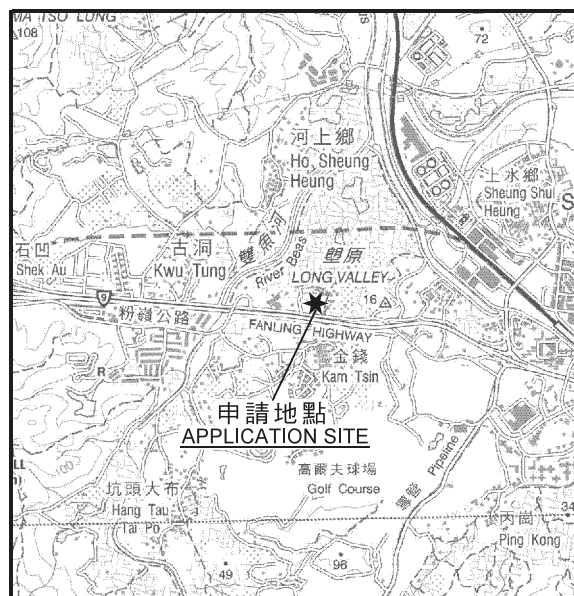 MA TSO LONG
108
72
100
河上鄉
Ho Sheung
Heung
上水鄉
Sheung Shui
Heung
S
石凹
Shek Au
古洞
Kwu Tung
雙魚河
River Beas
塱原
LONG VALLEY
9
16
粉嶺公路
FANLING HIGHWAY
金錢
Kam Tsin
R
申請地點
APPLICATION SITE
高爾夫球場
Golf Course
Pipeline
坑頭大布
Hang Tau
Tai Po
丙崗
Ping Kong
34
49
96